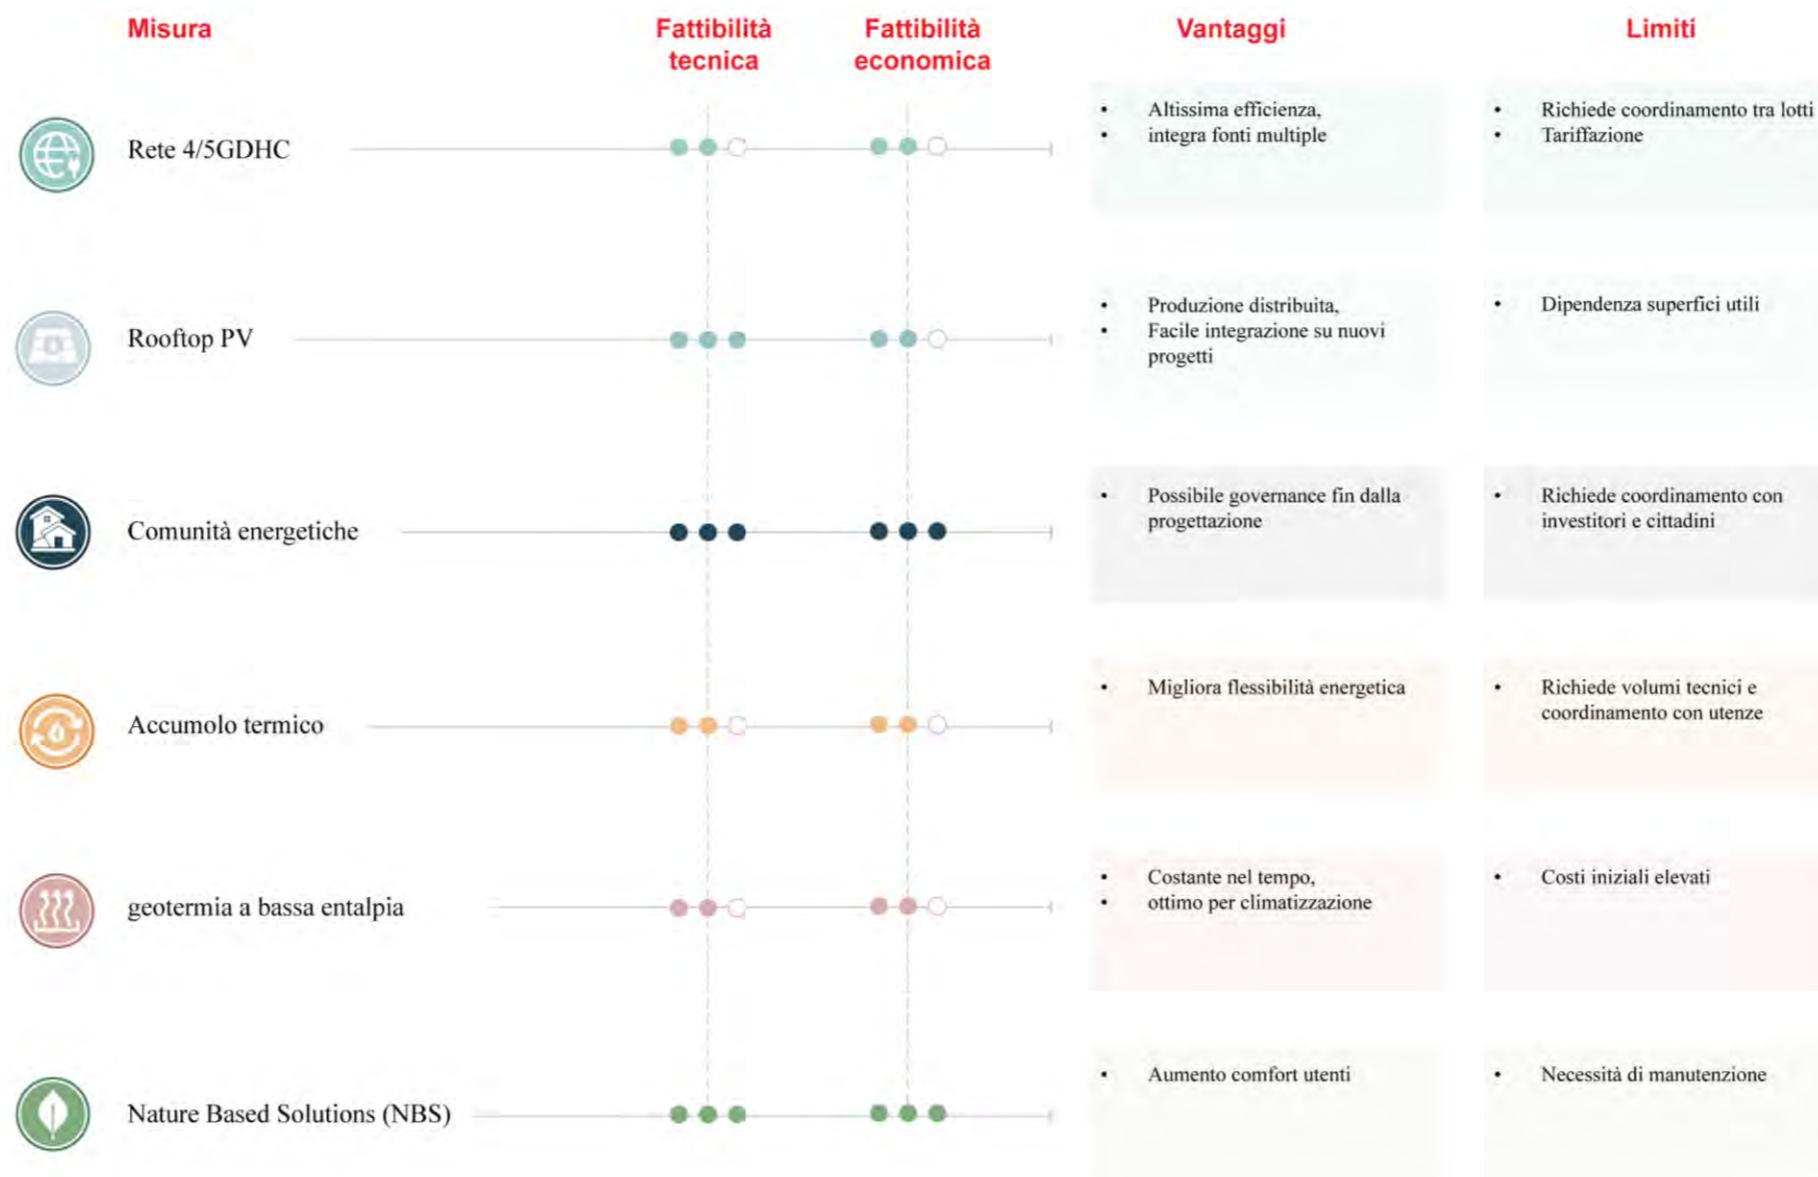 Misura
Fattibilità
tecnica
Fattibilità
economica
Vantaggi
Limiti
Rete 4/5GDHC
• Altissima efficienza,
• integra fonti multiple
• Richiede coordinamento tra lotti
• Tariffazione
Rooftop PV
• Produzione distribuita,
• Facile integrazione su nuovi
progetti
• Dipendenza superfici utili
Comunità energetiche
• Possibile governance fin dalla
progettazione
• Richiede coordinamento con
investitori e cittadini
Accumolo termico
• Migliora flessibilità energetica
• Richiede volumi tecnici e
coordinamento con utenze
geotermia a bassa entalpia
• Costante nel tempo,
• ottimo per climatizzazione
• Costi iniziali elevati
Nature Based Solutions (NBS)
• Aumento comfort utenti
• Necessità di manutenzione